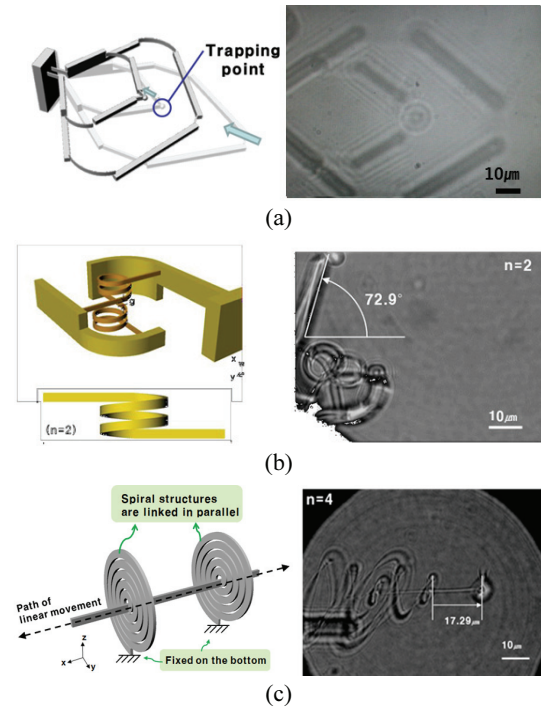 Trapping
point
10㎛
(a)
g
x
y
(n=2)
n=2
72.9°
10㎛
(b)
Spiral structures
are linked in parallel
Path of
linear movement
z
x
y
Fixed on the bottom
n=4
17.29㎛
10㎛
(c)